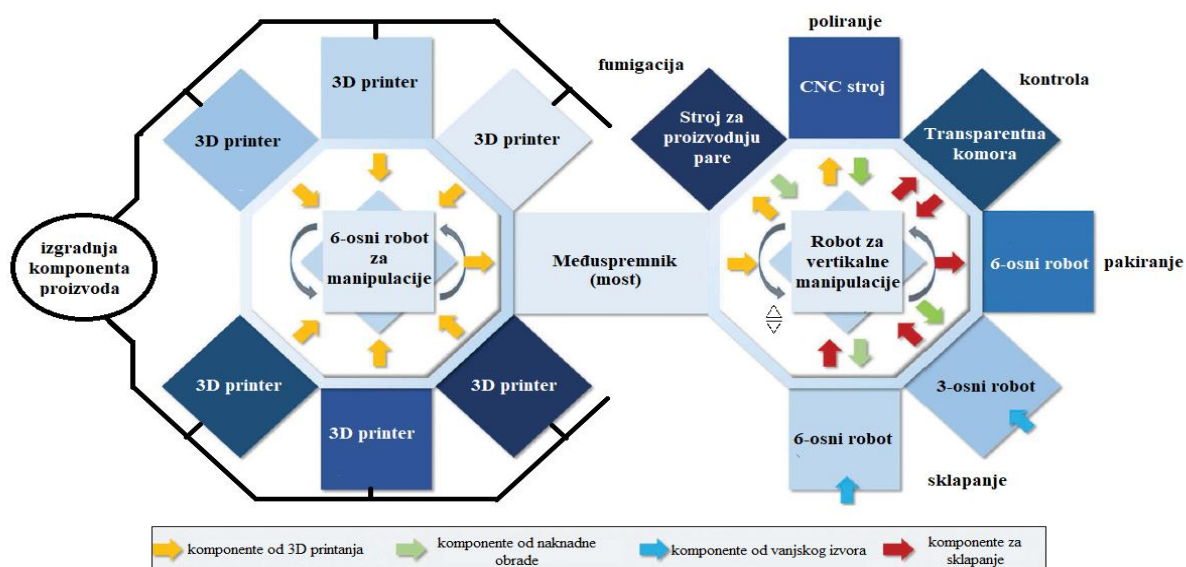 poliranje
fumigacija
kontrola
3D printer
CNC stroj
3D printer
3D printer
Stroj za
proizvodnju
pare
Transparentna
komora
izgradnja
komponenta
proizvoda
6-osni robot
za
manipulacije
Međuspremnik
(most)
Robot za
vertikalne
manipulacije
6-osni robot
pakiranje
3D printer
3D printer
3D printer
3-osni robot
6-osni robot
sklapanje
komponente od 3D printanja
komponente od naknadne
obrade
komponente od vanjskog izvora
komponente za
sklapanje